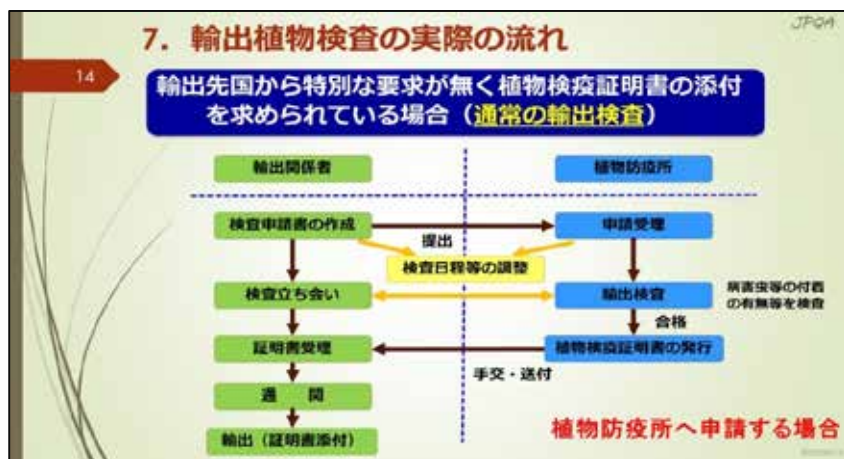 JPQA
7．輸出植物検査の実際の流れ
14
輸出先国から特別な要求が無く植物検疫証明書の添付
を求められている場合（通常の輸出検査）
輸出関係者
植物防疫所
検査申請書の作成
申請受理
提出
検査日程等の調整
検査立ち会い
輸出検査
病害虫等の付着
の有無等を検査
合格
証明書受理
植物検疫証明書の発行
手交・送付
通　関
輸出（証明書添付）
植物防疫所へ申請する場合